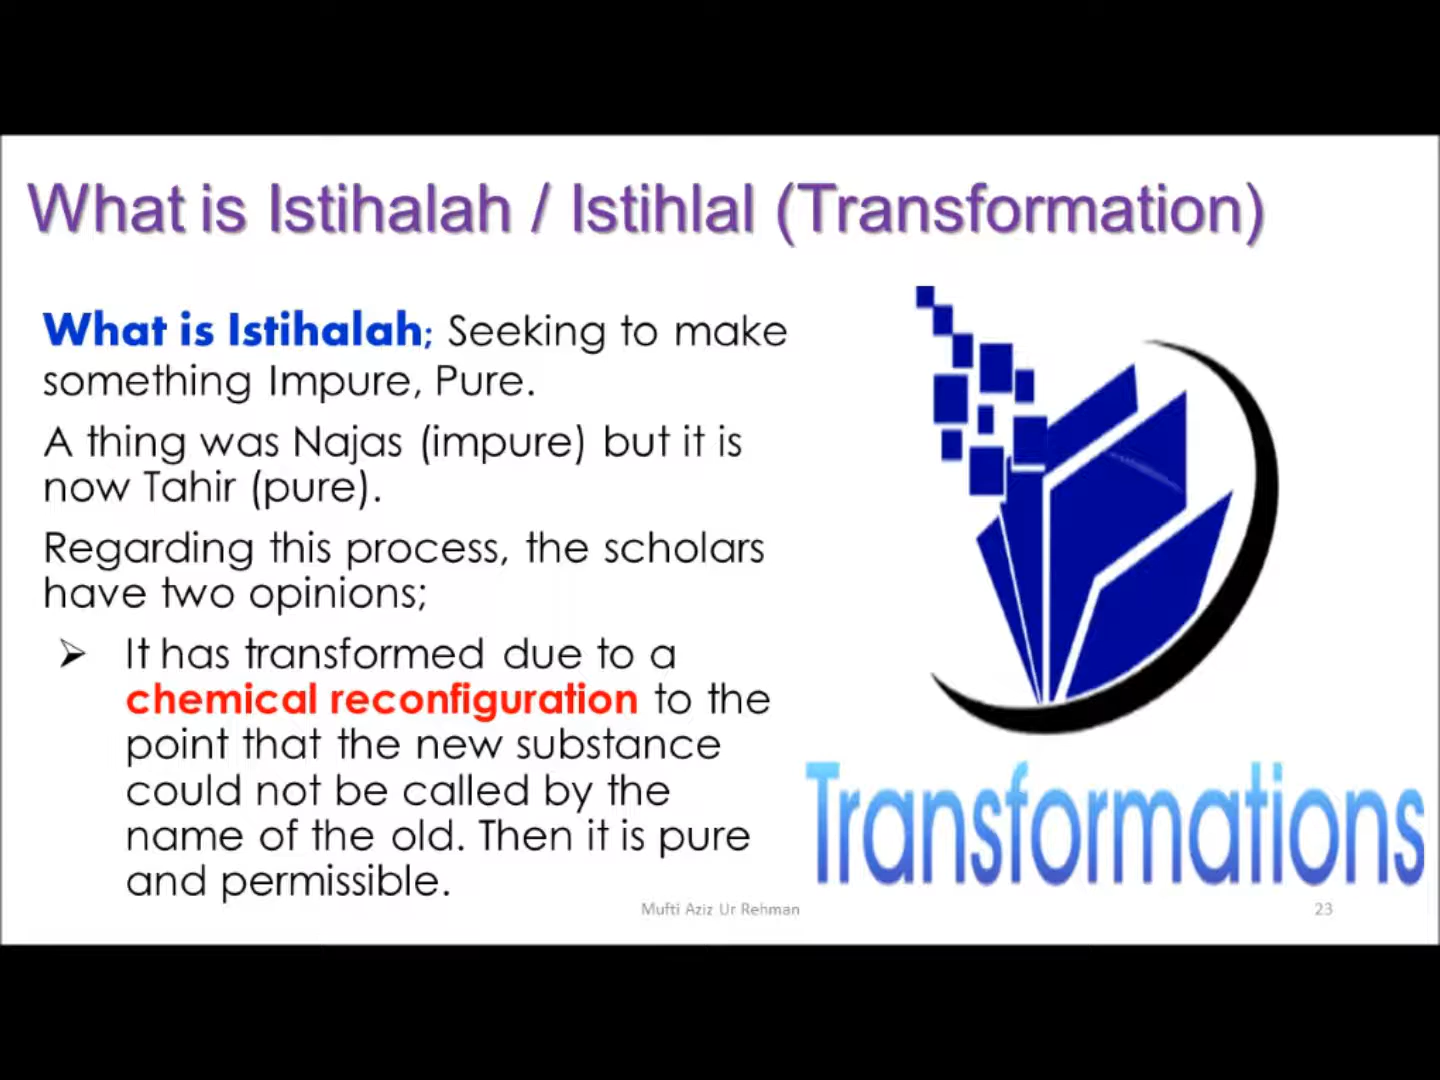 What is Istihalah / Istihlal (Transformation)
What is Istihalah; Seeking to make
something Impure, Pure.
A thing was Najas (impure) but it is
now Tahir (pure).
Regarding this process, the scholars
have two opinions;
➢ It has transformed due to a
chemical reconfiguration to the
point that the new substance
could not be called by the
name of the old. Then it is pure
and permissible.
Transformations
Mufti Aziz Ur Rehman
23